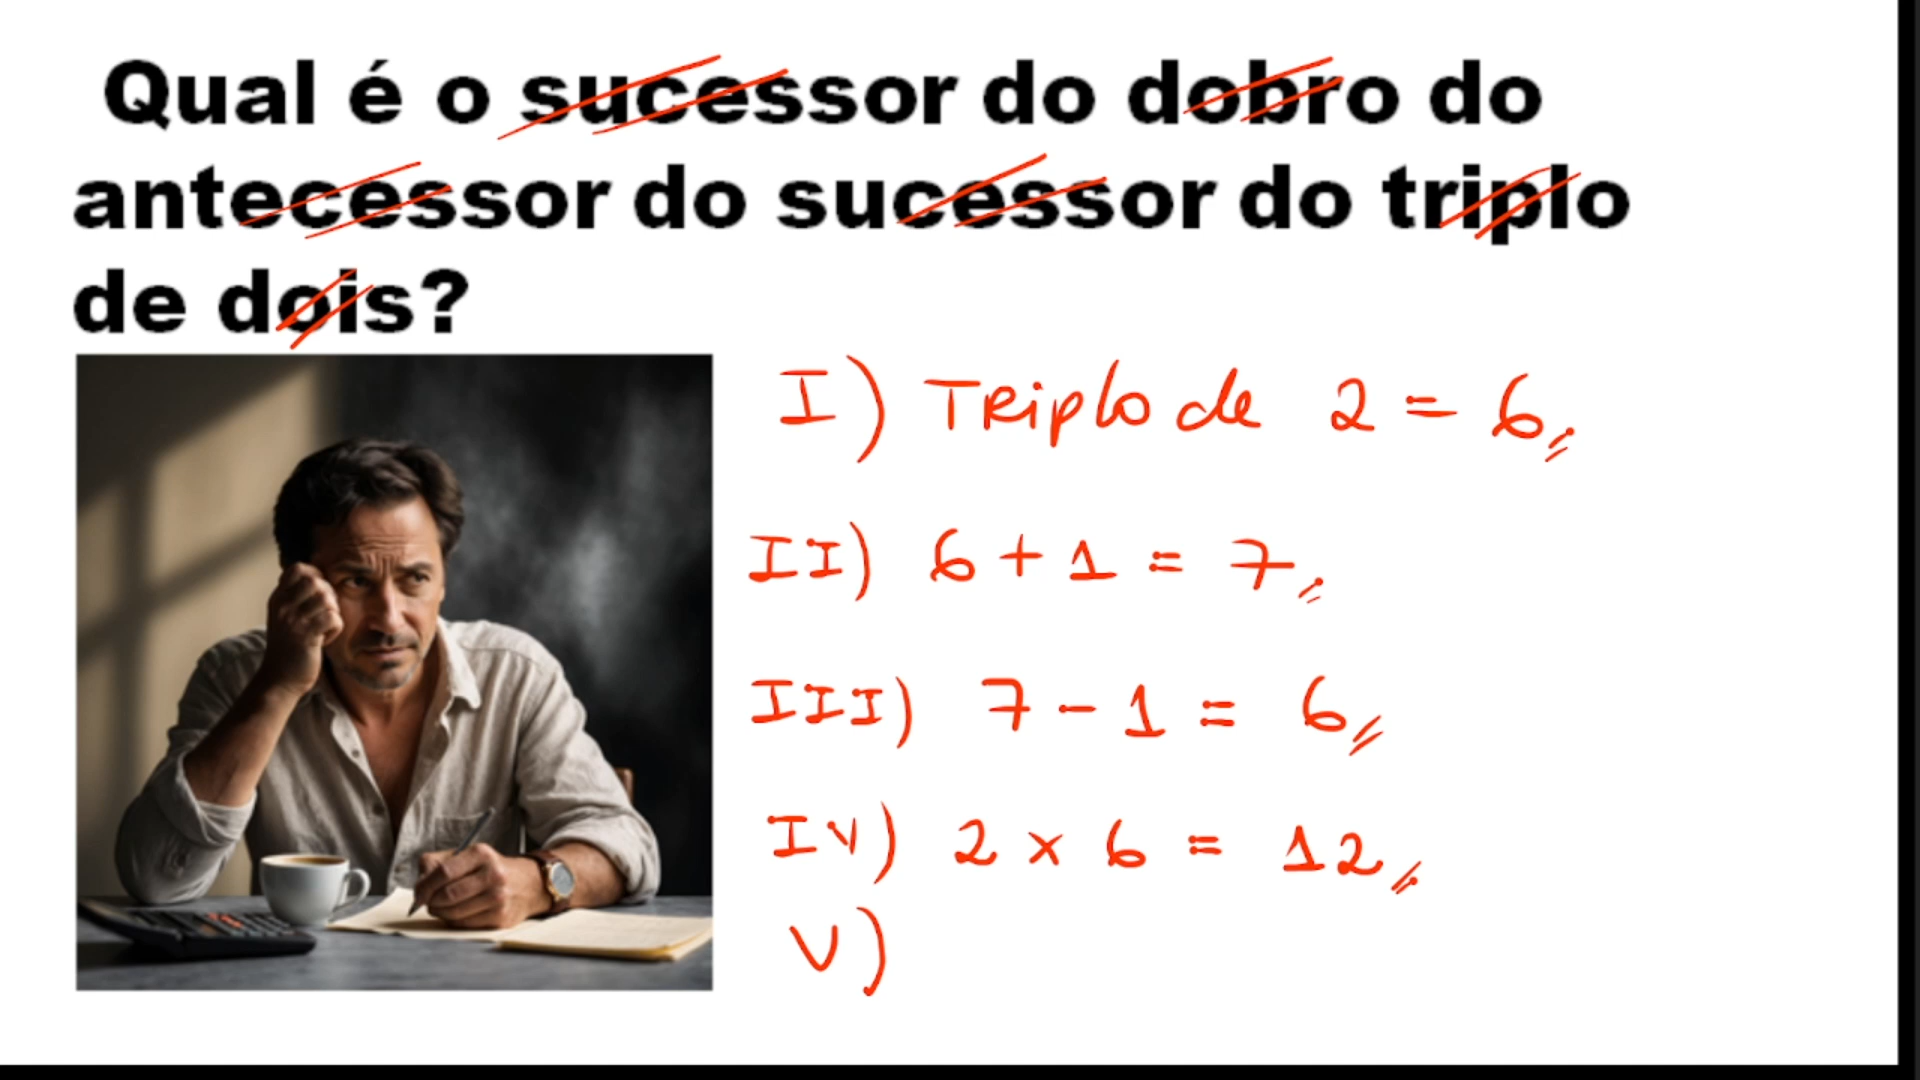 Qual é o sucessor do dobro do
antecessor do sucessor do triplo
de dois?
I) TRiplo de 2 = 6,
II) 6 + 1 = 7,
III) 7 - 1 = 6,
IV) 2 x 6 = 12,
V)